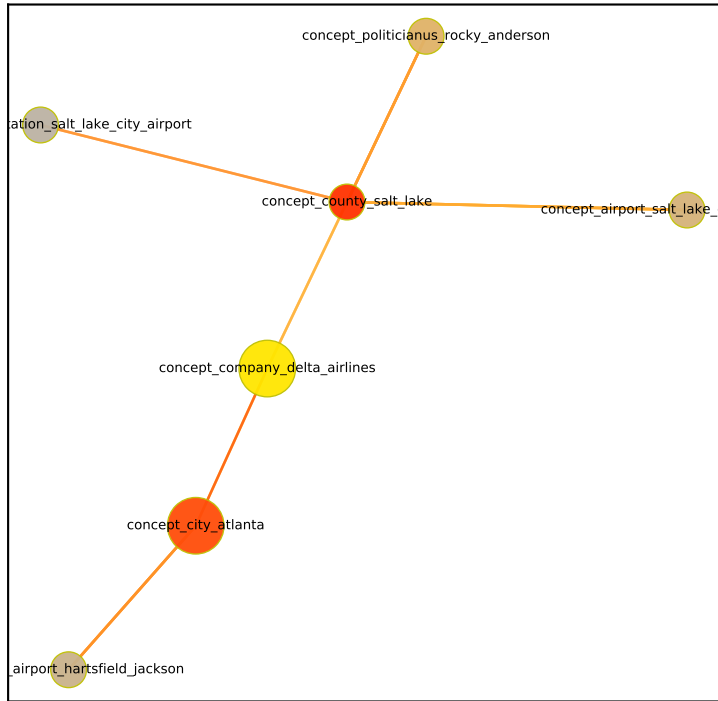 concept_politicianus_rocky_anderson
tation_salt_lake_city_airport
concept_county_salt_lake
concept_airport_salt_lake_
concept_company_delta_airlines
concept_city_atlanta
_airport_hartsfield_jackson